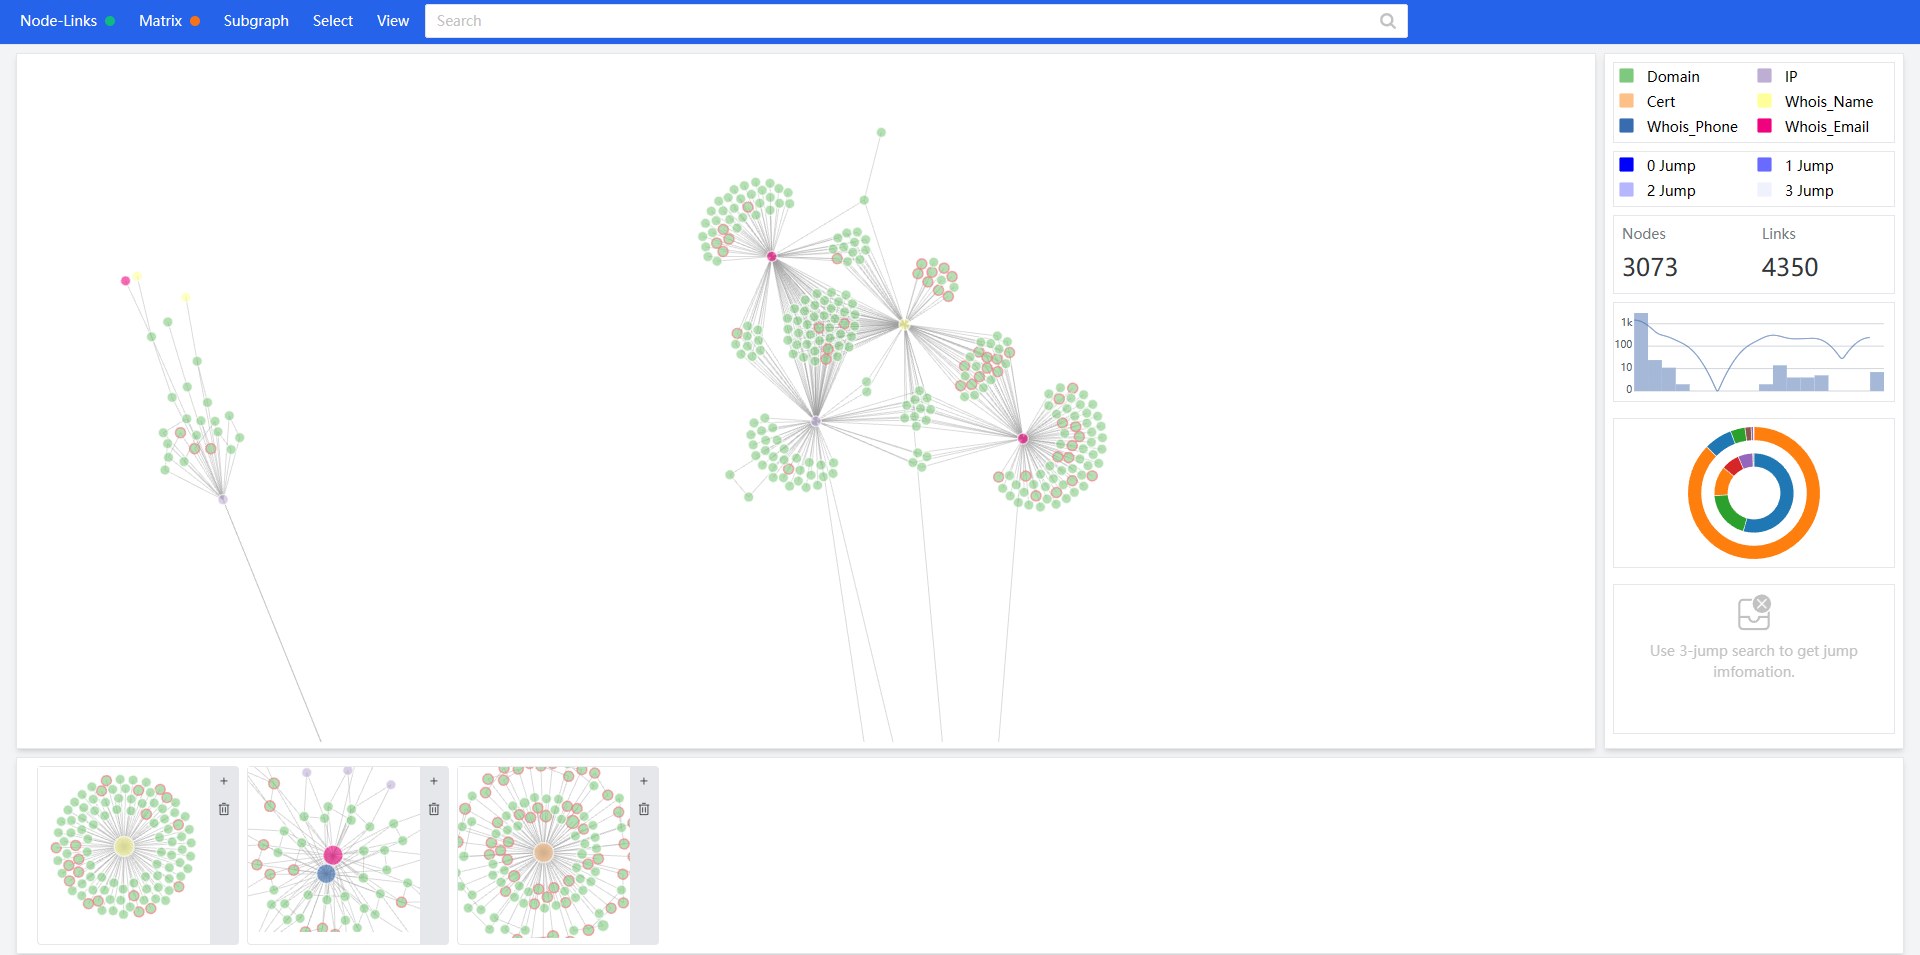 Node-Links Matrix Subgraph Select View Search
Domain IP
Cert Whois_Name
Whois_Phone Whois_Email
0 Jump 1 Jump
2 Jump 3 Jump
Nodes Links
3073 4350
1k
100
10
0
Use 3-jump search to get jump
imfomation.
+ + +